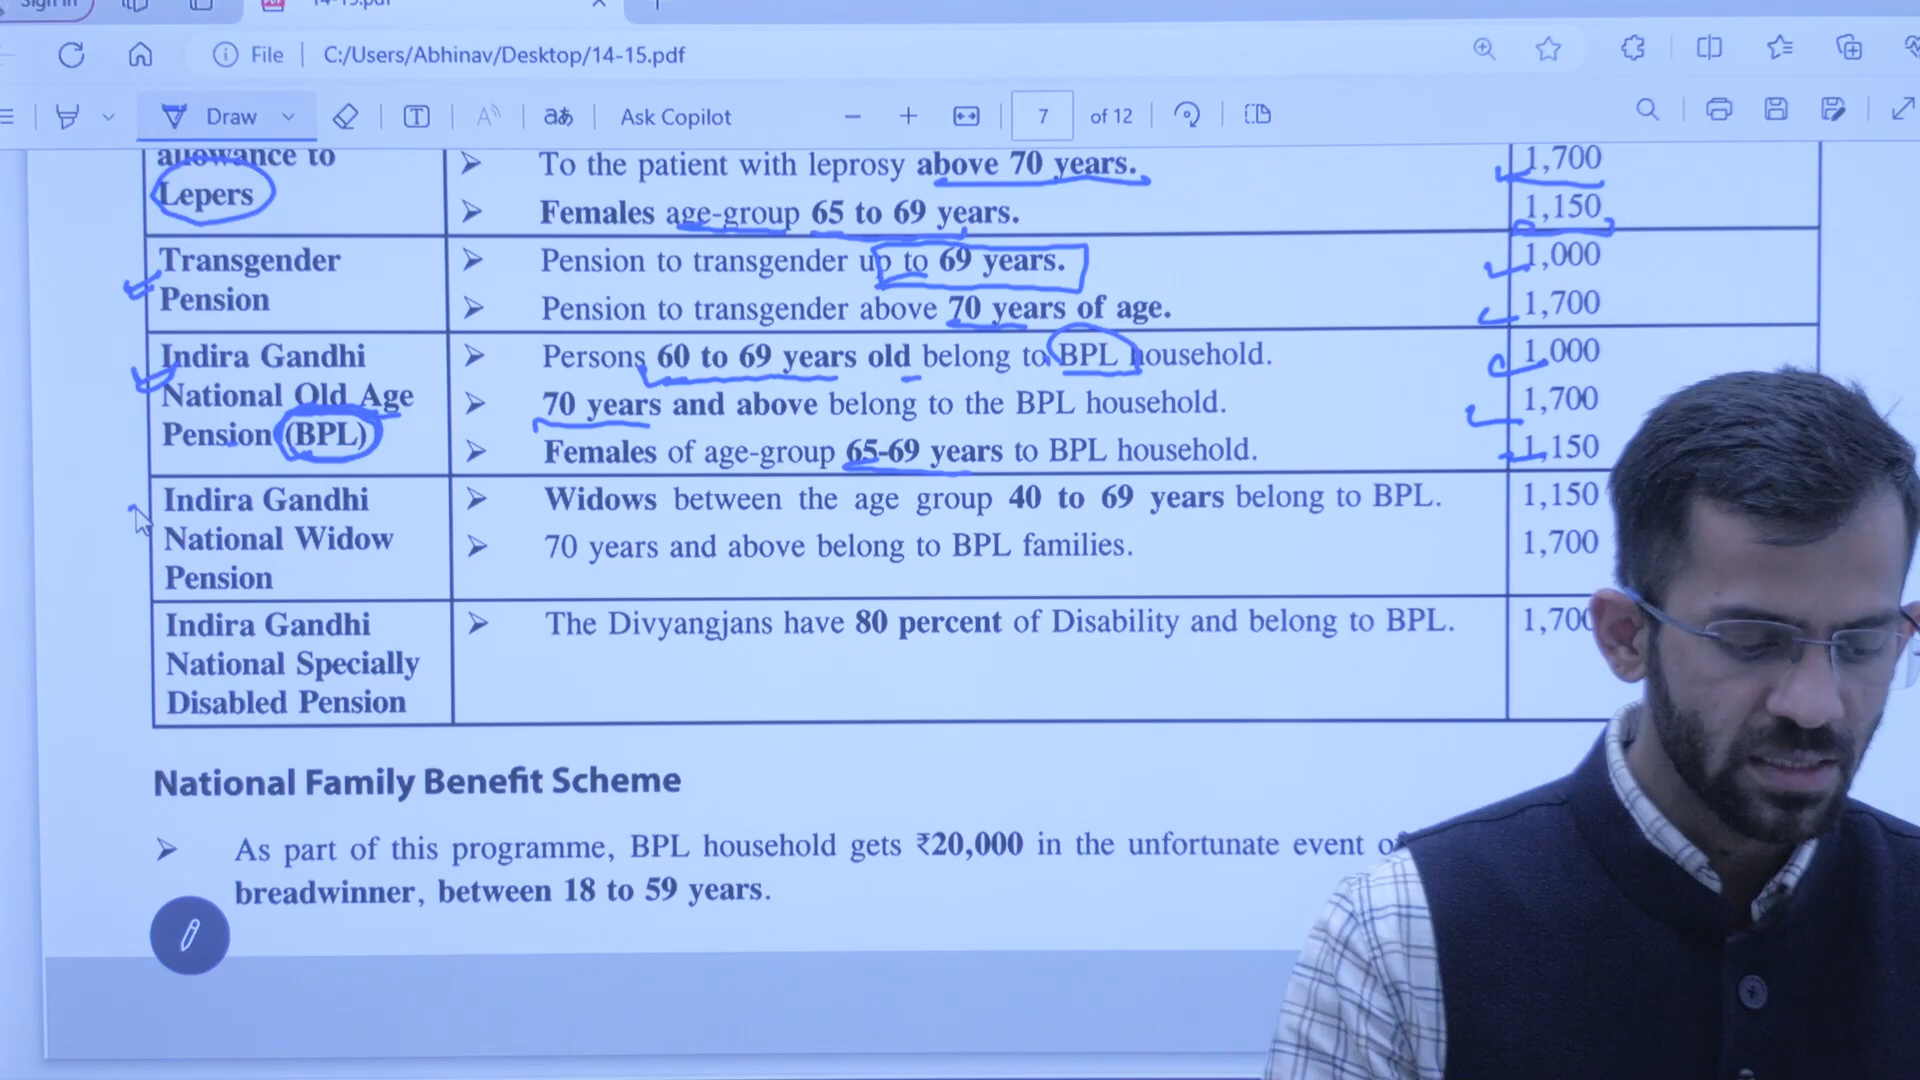 Sign in
14-15.pdf
File C:/Users/Abhinav/Desktop/14-15.pdf
Draw Ask Copilot 7 of 12
allowance to
Lepers
➤ To the patient with leprosy above 70 years. 1,700
➤ Females age-group 65 to 69 years. 1,150
Transgender
Pension
➤ Pension to transgender up to 69 years. 1,000
➤ Pension to transgender above 70 years of age. 1,700
Indira Gandhi
National Old Age
Pension (BPL)
➤ Persons 60 to 69 years old belong to BPL household. 1,000
➤ 70 years and above belong to the BPL household. 1,700
➤ Females of age-group 65-69 years to BPL household. 1,150
Indira Gandhi
National Widow
Pension
➤ Widows between the age group 40 to 69 years belong to BPL. 1,150
➤ 70 years and above belong to BPL families. 1,700
Indira Gandhi
National Specially
Disabled Pension
➤ The Divyangjans have 80 percent of Disability and belong to BPL. 1,700
National Family Benefit Scheme
➤ As part of this programme, BPL household gets ₹20,000 in the unfortunate event
breadwinner, between 18 to 59 years.